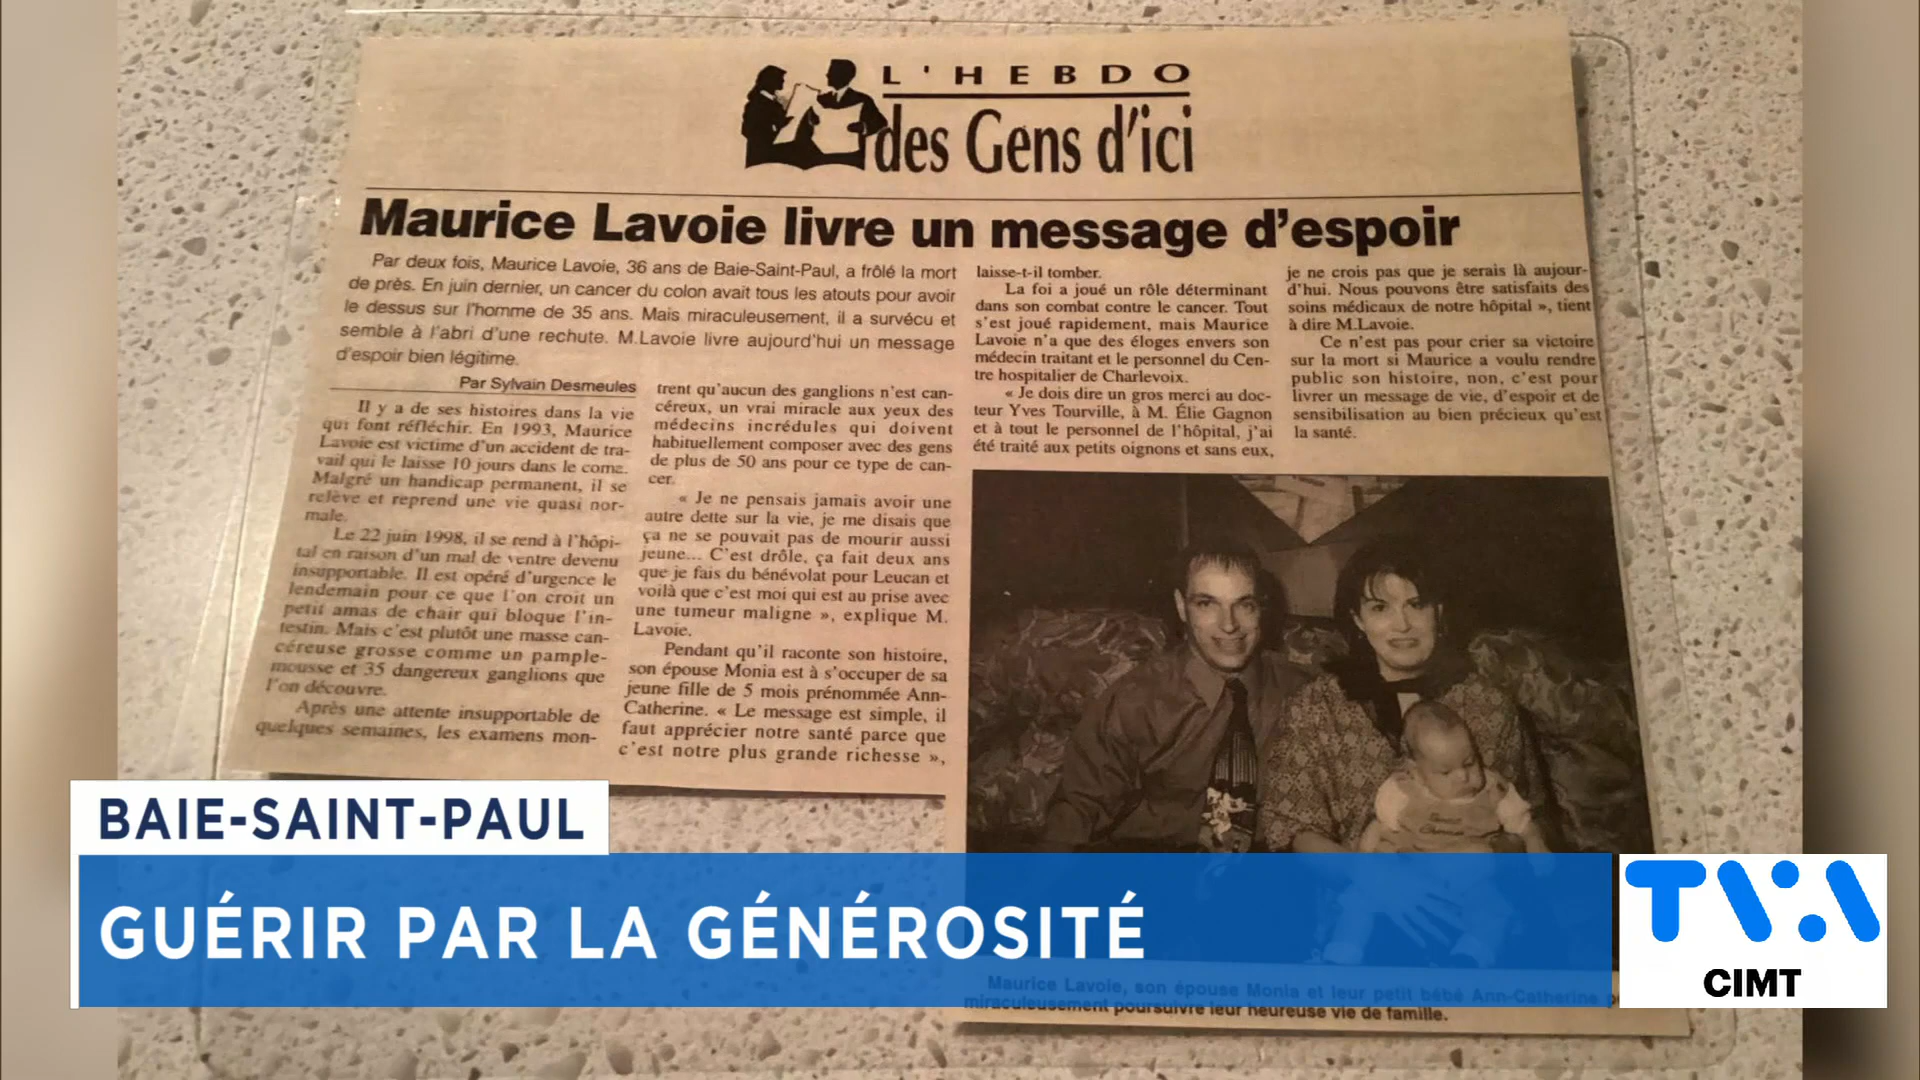 L'HEBDO
des Gens d'ici
Maurice Lavoie livre un message d'espoir
Par deux fois, Maurice Lavoie, 36 ans de Baie-Saint-Paul, a frôlé la mort
de près. En juin dernier, un cancer du colon avait tous les atouts pour avoir
le dessus sur l'homme de 35 ans. Mais miraculeusement, il a survécu et
semble à l'abri d'une rechute. M.Lavoie livre aujourd'hui un message
d'espoir bien légitime.
Par Sylvain Desmeules
Il y a de ses histoires dans la vie
qui font réfléchir. En 1993, Maurice
Lavoie est victime d'un accident de tra-
vail qui le laisse 10 jours dans le coma.
Malgré un handicap permanent, il se
relève et reprend une vie quasi nor-
male.
Le 22 juin 1998, il se rend à l'hôpi-
tal en raison d'un mal de ventre devenu
insupportable. Il est opéré d'urgence le
lendemain pour ce que l'on croit un
petit amas de chair qui bloque l'in-
testin. Mais c'est plutôt une masse can-
céreuse grosse comme un pample-
mousse et 35 dangereux ganglions que
l'on découvre.
Après une attente insupportable de
quelques semaines, les examens mon-
trent qu'aucun des ganglions n'est can-
céreux, un vrai miracle aux yeux des
médecins incrédules qui doivent
habituellement composer avec des gens
de plus de 50 ans pour ce type de can-
cer.
« Je ne pensais jamais avoir une
autre dette sur la vie, je me disais que
ça ne se pouvait pas de mourir aussi
jeune... C'est drôle, ça fait deux ans
que je fais du bénévolat pour Leucan et
voilà que c'est moi qui est au prise avec
une tumeur maligne », explique M.
Lavoie.
Pendant qu'il raconte son histoire,
son épouse Monia est à s'occuper de sa
jeune fille de 5 mois prénommée Ann-
Catherine. « Le message est simple, il
faut apprécier notre santé parce que
c'est notre plus grande richesse »,
laisse-t-il tomber.
La foi a joué un rôle déterminant
dans son combat contre le cancer. Tout
s'est joué rapidement, mais Maurice
Lavoie n'a que des éloges envers son
médecin traitant et le personnel du Cen-
tre hospitalier de Charlevoix.
« Je dois dire un gros merci au doc-
teur Yves Tourville, à M. Élie Gagnon
et à tout le personnel de l'hôpital, j'ai
été traité aux petits oignons et sans eux,
je ne crois pas que je serais là aujour-
d'hui. Nous pouvons être satisfaits des
soins médicaux de notre hôpital », tient
à dire M.Lavoie.
Ce n'est pas pour crier sa victoire
sur la mort si Maurice a voulu rendre
public son histoire, non, c'est pour
livrer un message de vie, d'espoir et de
sensibilisation au bien précieux qu'est
la santé.
Maurice Lavoie, son épouse Monia et leur petit bébé Ann-Catherine
miraculeusement poursuivre leur heureuse vie de famille.
BAIE-SAINT-PAUL
GUÉRIR PAR LA GÉNÉROSITÉ
TVA
CIMT